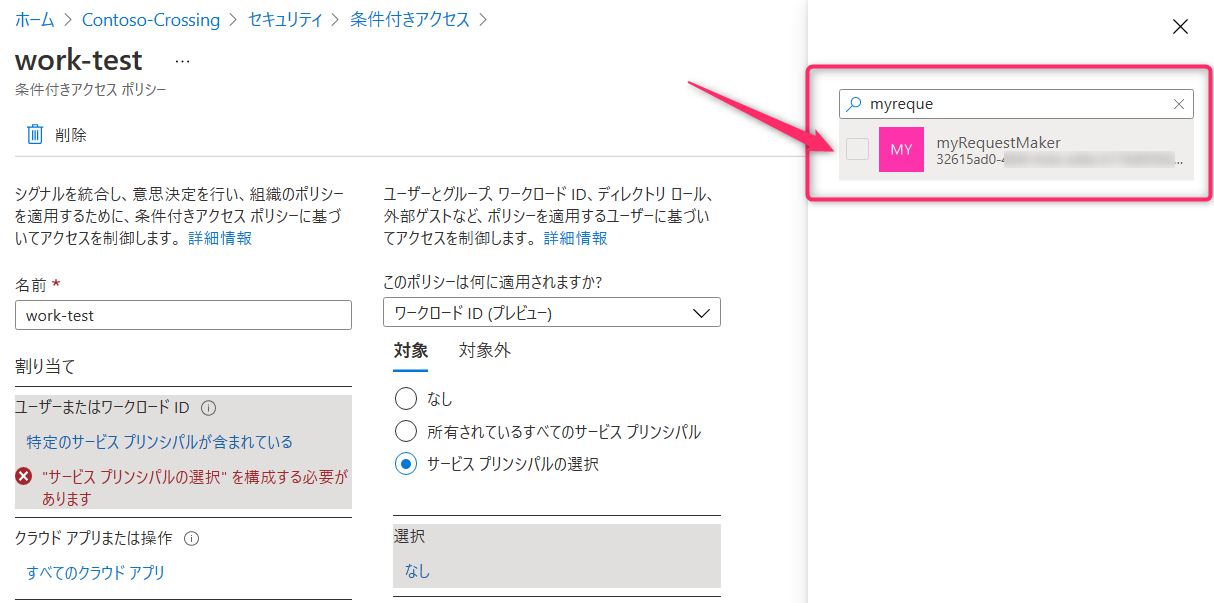 ホーム > Contoso-Crossing > セキュリティ > 条件付きアクセス >
work-test ...
条件付きアクセス ポリシー
削除
シグナルを統合し、意思決定を行い、組織のポリシー
を適用するために、条件付きアクセス ポリシーに基づ
いてアクセスを制御します。 詳細情報
名前 *
work-test
割り当て
ユーザーまたはワークロード ID
特定のサービス プリンシパルが含まれている
"サービス プリンシパルの選択" を構成する必要が
あります
クラウド アプリまたは操作
すべてのクラウド アプリ
ユーザーとグループ、ワークロード ID、ディレクトリ ロール、
外部ゲストなど、ポリシーを適用するユーザーに基づい
てアクセスを制御します。 詳細情報
このポリシーは何に適用されますか?
ワークロード ID (プレビュー)
対象 対象外
なし
所有されているすべてのサービス プリンシパル
サービス プリンシパルの選択
選択
なし
myreque
MY
myRequestMaker
32615ad0-